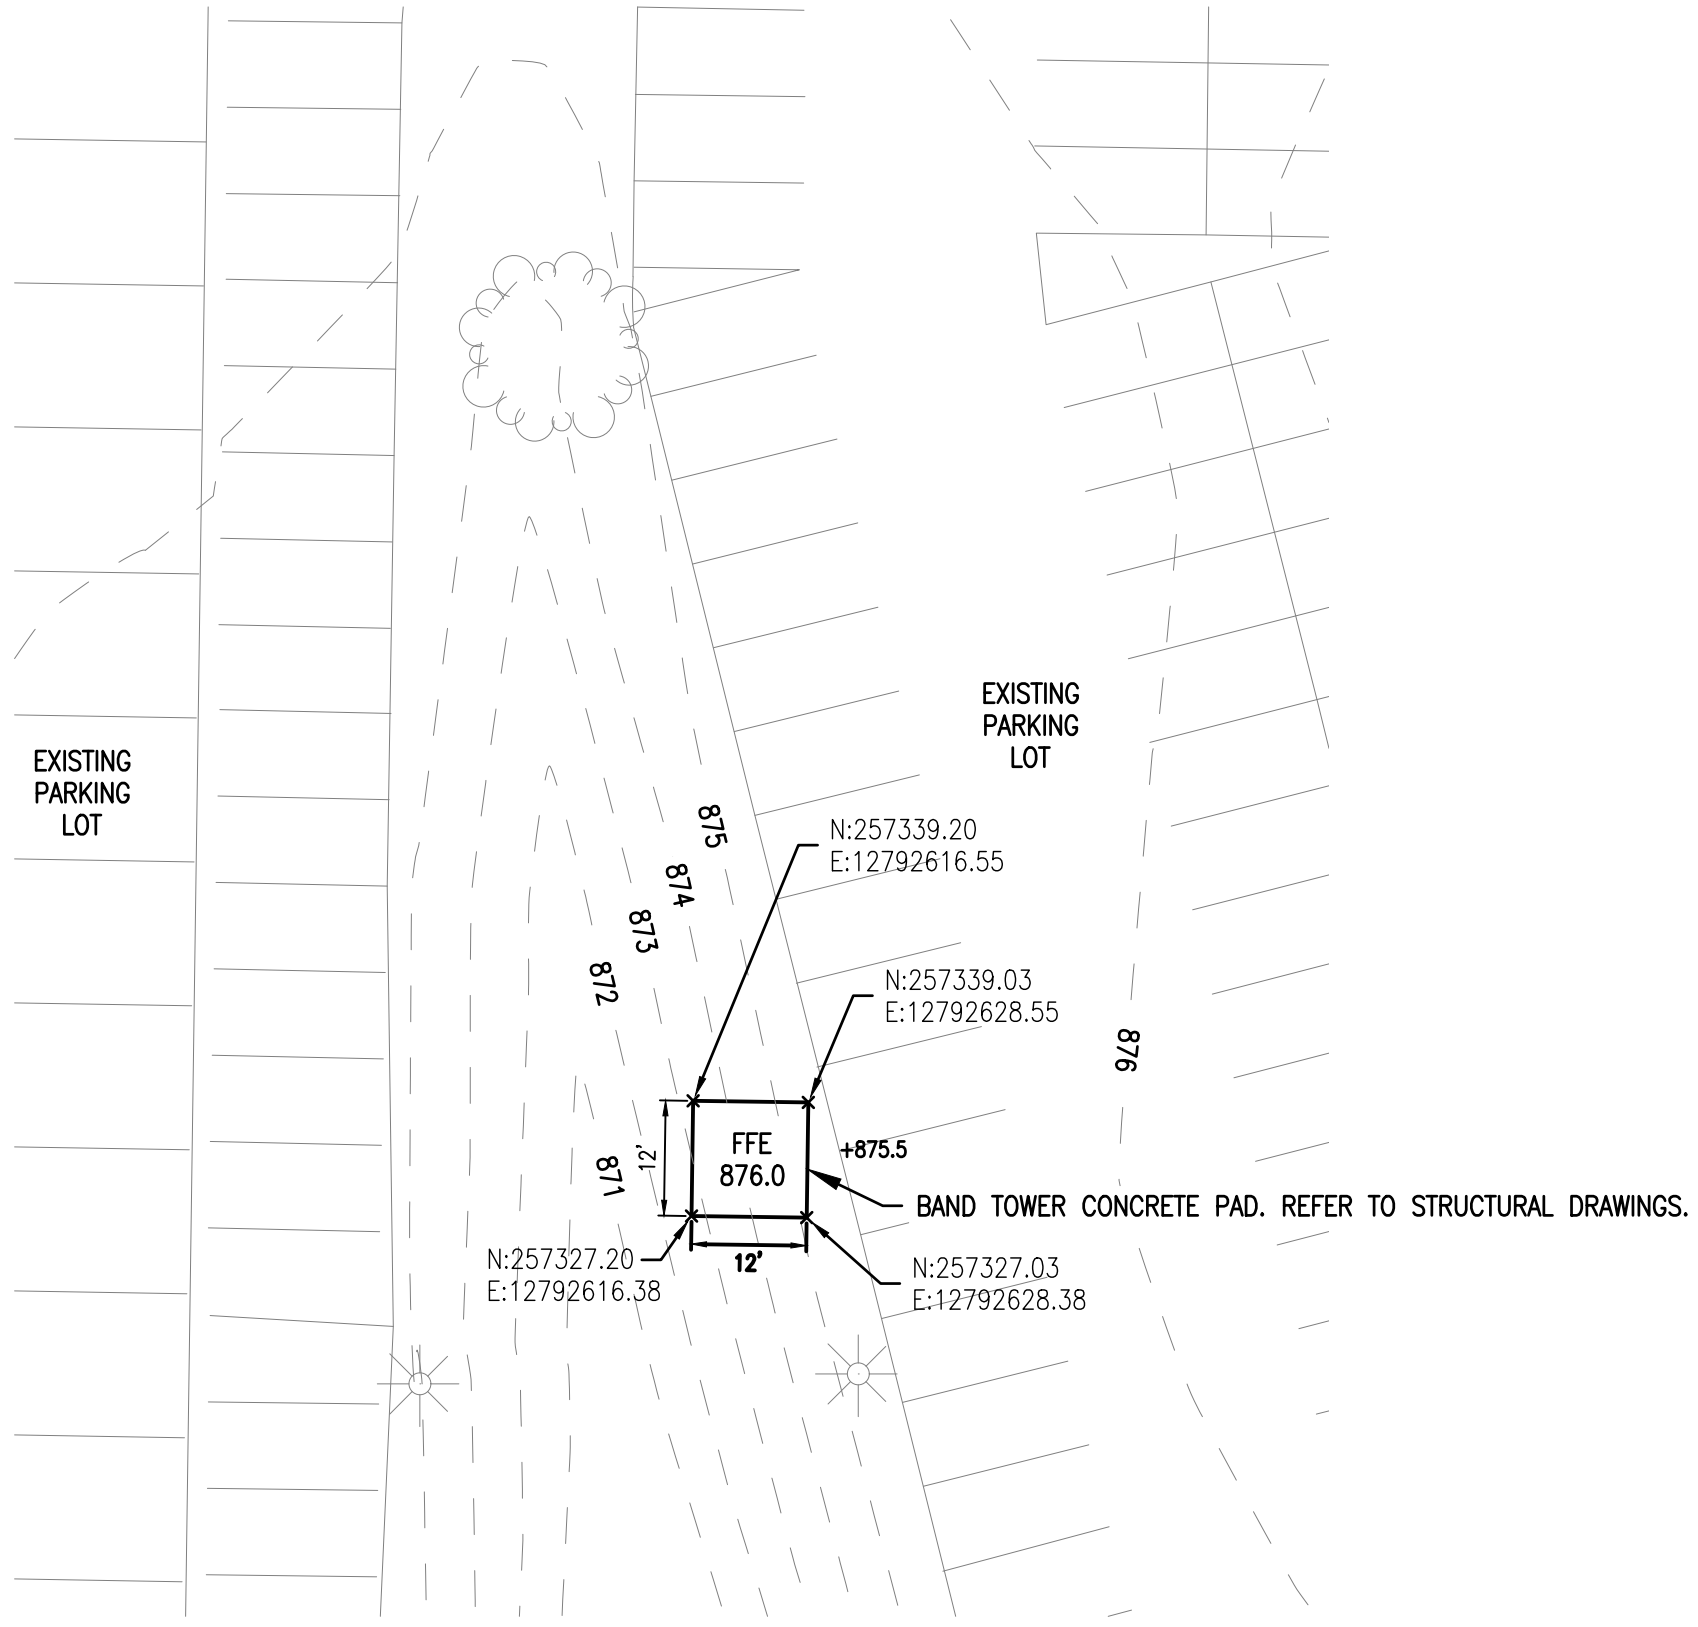 EXISTING
PARKING
LOT
EXISTING
PARKING
LOT
875
874
873
872
871
876
N:257339.20
E:12792616.55
N:257339.03
E:12792628.55
FFE
876.0
12'
+875.5
BAND TOWER CONCRETE PAD. REFER TO STRUCTURAL DRAWINGS.
12'
N:257327.20
E:12792616.38
N:257327.03
E:12792628.38